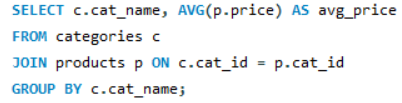 SELECT c.cat_name, AVG(p.price) AS avg_price
FROM categories c
JOIN products p ON c.cat_id = p.cat_id
GROUP BY c.cat_name;